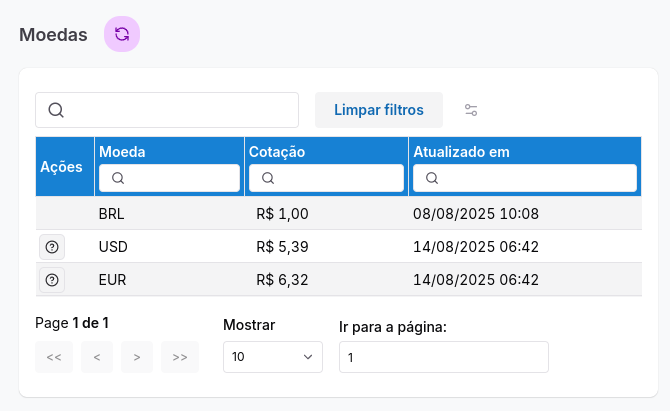 Moedas
Limpar filtros
Ações Moeda Cotação Atualizado em
BRL R$ 1,00 08/08/2025 10:08
USD R$ 5,39 14/08/2025 06:42
EUR R$ 6,32 14/08/2025 06:42
Page 1 de 1 Mostrar Ir para a página:
<< < > >> 10 1